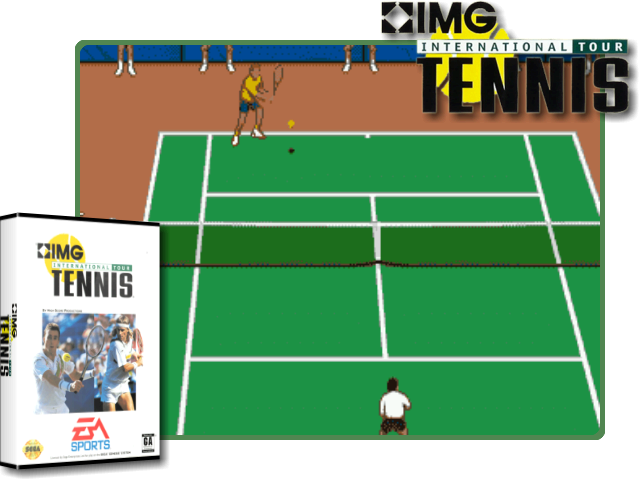 IMG
INTERNATIONAL TOUR
TENNIS
IMG
INTERNATIONAL TOUR
TENNIS
IMG
TENNIS
EA
SPORTS
SEGA
GA